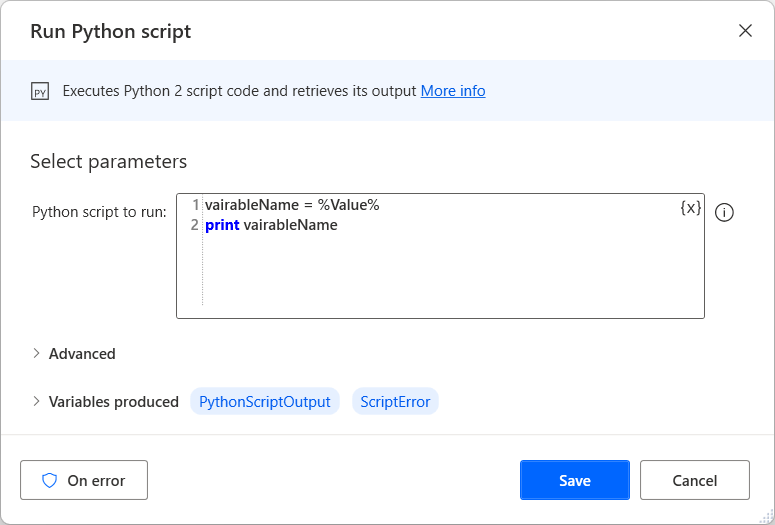 Run Python script
PY Executes Python 2 script code and retrieves its output More info
Select parameters
Python script to run:
1 vairableName = %Value% {x}
2 print vairableName
Advanced
Variables produced PythonScriptOutput ScriptError
On error Save Cancel